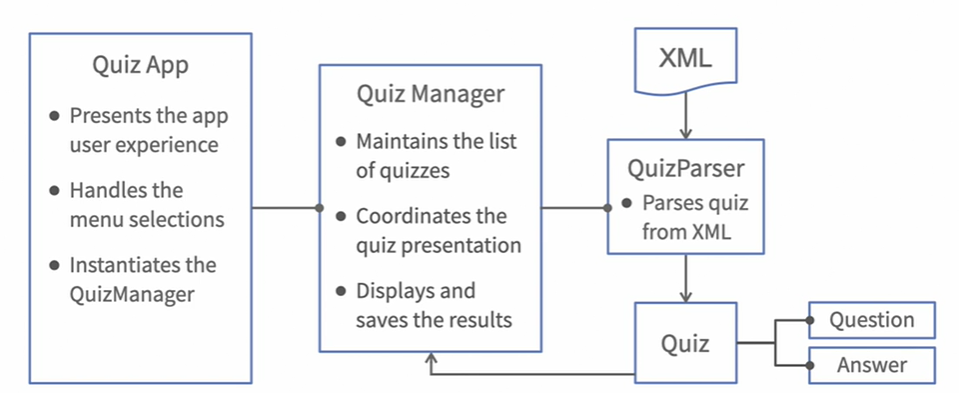 Quiz App
● Presents the app
user experience
● Handles the
menu selections
● Instantiates the
QuizManager
Quiz Manager
● Maintains the list
of quizzes
● Coordinates the
quiz presentation
● Displays and
saves the results
XML
QuizParser
● Parses quiz
from XML
Quiz
Question
Answer